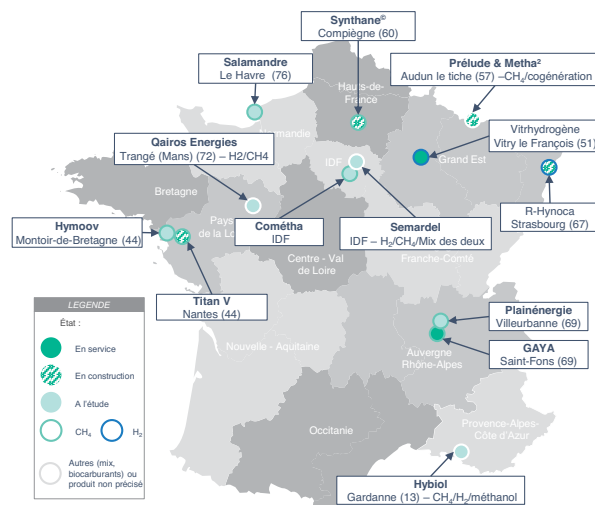 Synthane©
Compiègne (60)
Salamandre
Le Havre (76)
Prélude & Metha²
Audun le tiche (57) –CH₄/cogénération
Hauts-de-
France
Normandie
Qairos Energies
Trangé (Mans) (72) – H2/CH4
Vitrhydrogène
Vitry le François (51)
IDF
Grand Est
Bretagne
R-Hynoca
Strasbourg (67)
Hymoov
Montoir-de-Bretagne (44)
Pays
de la Lo
Cométha
IDF
Semardel
IDF – H₂/CH₄/Mix des deux
Centre - Val
de Loire
Franche-Comté
Titan V
Nantes (44)
LEGENDE
État :
En service
En construction
A l'étude
CH₄
H₂
Autres (mix,
biocarburants) ou
produit non précisé
Plainénergie
Villeurbanne (69)
Nouvelle - Aquitaine
Auvergne
Rhône-Alpes
GAYA
Saint-Fons (69)
Occitanie
Provence-Alpes-
Côte d'Azur
Hybiol
Gardanne (13) – CH₄/H₂/méthanol